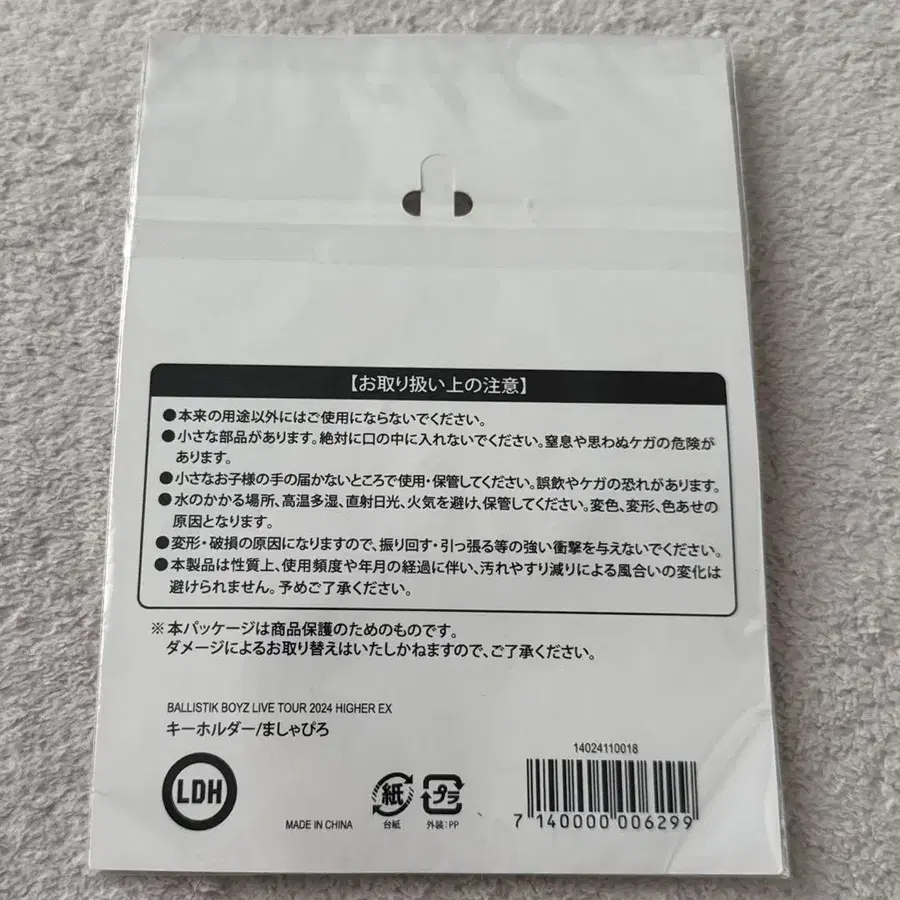 【お取り扱い上の注意】
●本来の用途以外にはご使用にならないでください。
●小さな部品があります。絶対に口の中に入れないでください。窒息や思わぬケガの危険が
あります。
●小さなお子様の手の届かないところで使用・保管してください。誤飲やケガの恐れがあります。
●水のかかる場所、高温多湿、直射日光、火気を避け、保管してください。変色、変形、色あせの
原因となります。
●変形・破損の原因になりますので、振り回す・引っ張る等の強い衝撃を与えないでください。
●本製品は性質上、使用頻度や年月の経過に伴い、汚れやすり減りによる風合いの変化は
避けられません。予めご了承ください。
※本パッケージは商品保護のためのものです。
ダメージによるお取り替えはいたしかねますので、ご了承ください。
BALLISTIK BOYZ LIVE TOUR 2024 HIGHER EX
キーホルダー/ましゃぴろ
LDH
MADE IN CHINA
紙
台紙
プラ
外装:PP
14024110018
7 140000 006299